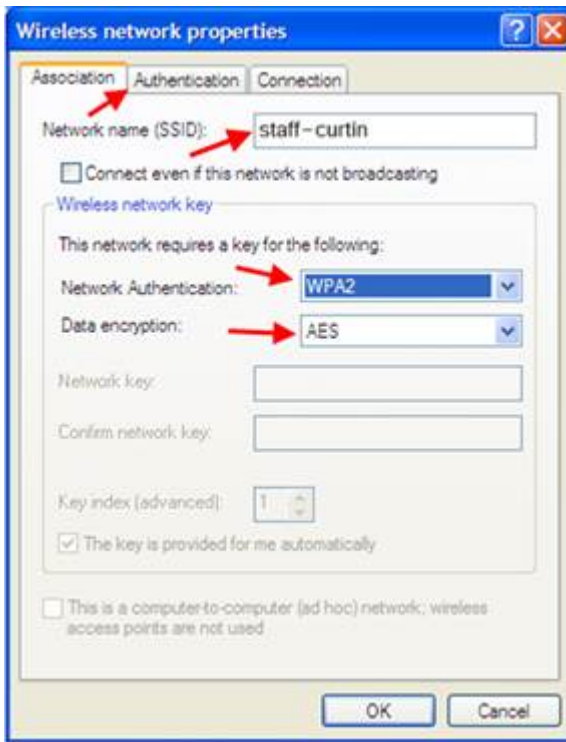 Wireless network properties
Association Authentication Connection
Network name (SSID): staff-curtin
Connect even if this network is not broadcasting
Wireless network key
This network requires a key for the following:
Network Authentication: WPA2
Data encryption: AES
Network key:
Confirm network key:
Key index (advanced): 1
The key is provided for me automatically
This is a computer-to-computer (ad hoc) network; wireless
access points are not used
OK Cancel